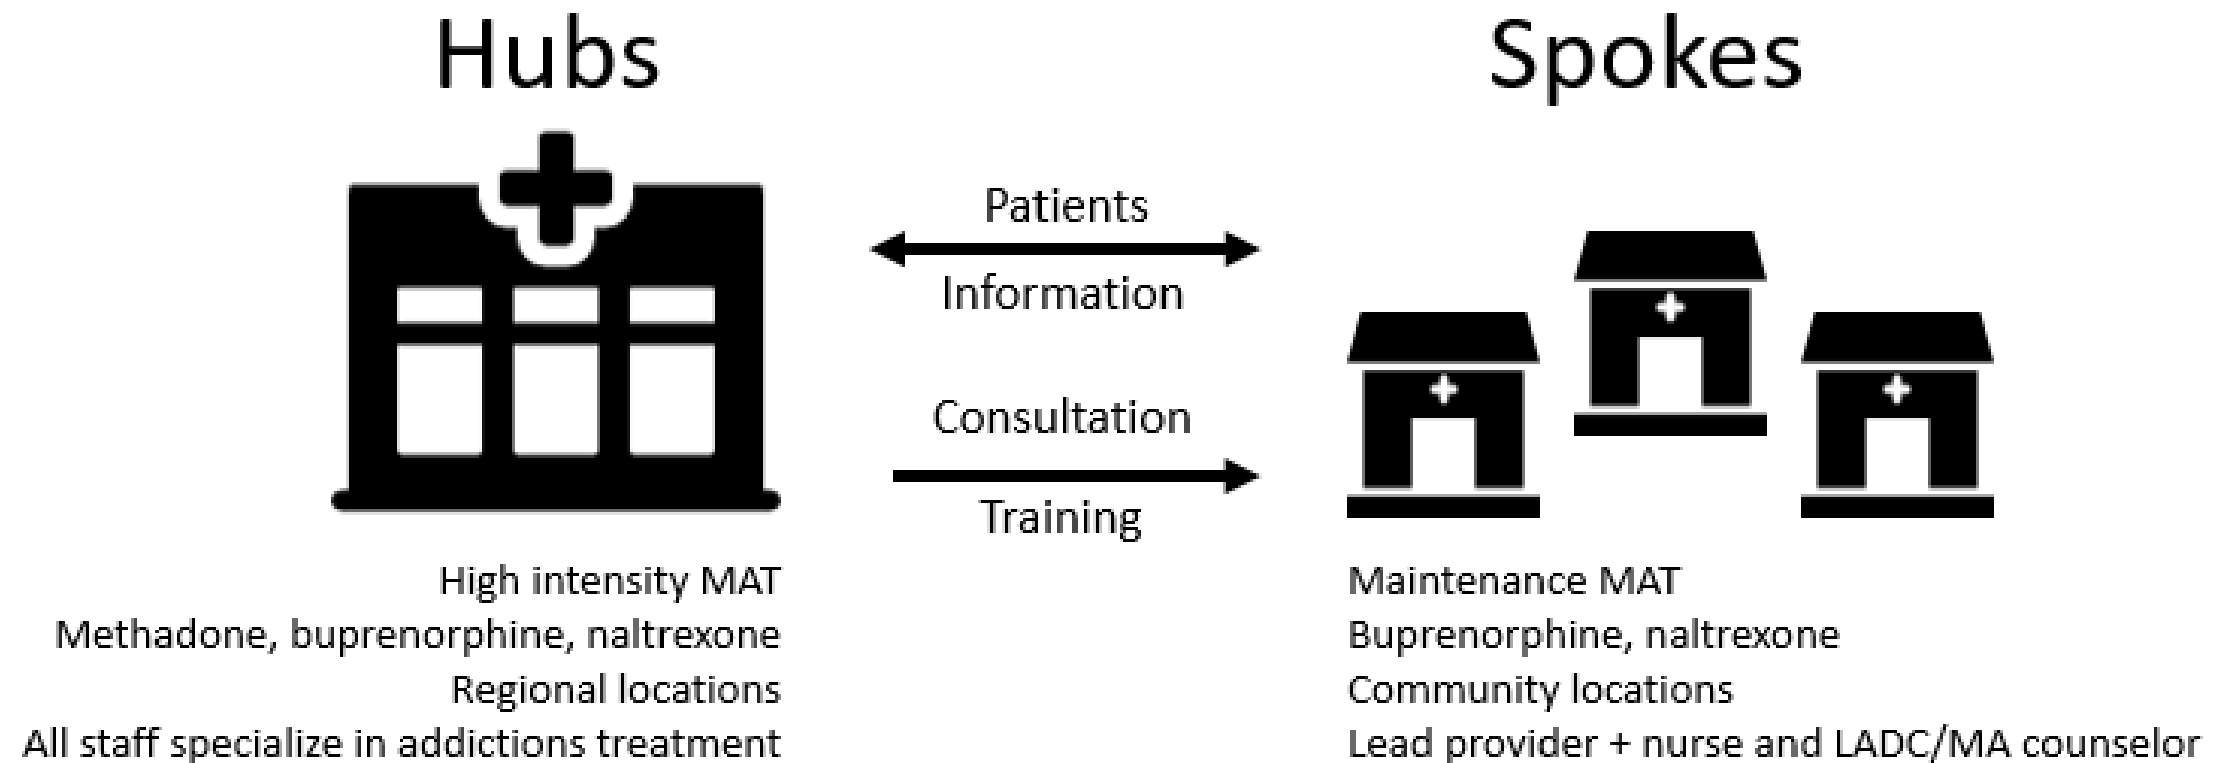 Hubs
Spokes
Patients
Information
Consultation
Training
High intensity MAT
Methadone, buprenorphine, naltrexone
Regional locations
All staff specialize in addictions treatment
Maintenance MAT
Buprenorphine, naltrexone
Community locations
Lead provider + nurse and LADC/MA counselor